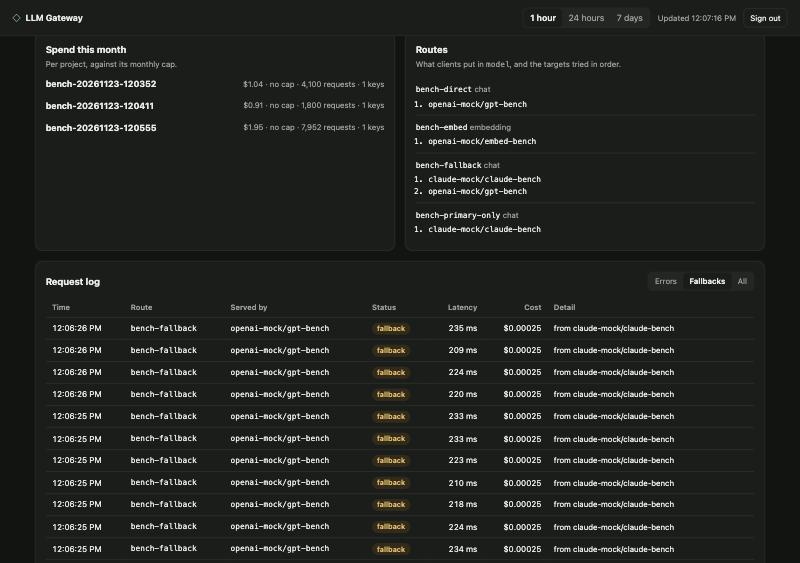 LLM Gateway
1 hour 24 hours 7 days Updated 12:07:16 PM Sign out
Spend this month
Per project, against its monthly cap.
bench-20261123-120352 $1.04 · no cap · 4,100 requests · 1 keys
bench-20261123-120411 $0.91 · no cap · 1,800 requests · 1 keys
bench-20261123-120555 $1.95 · no cap · 7,952 requests · 1 keys
Routes
What clients put in model, and the targets tried in order.
bench-direct chat
1. openai-mock/gpt-bench
bench-embed embedding
1. openai-mock/embed-bench
bench-fallback chat
1. claude-mock/claude-bench
2. openai-mock/gpt-bench
bench-primary-only chat
1. claude-mock/claude-bench
Request log
Errors Fallbacks All
Time Route Served by Status Latency Cost Detail
12:06:26 PM bench-fallback openai-mock/gpt-bench fallback 235 ms $0.00025 from claude-mock/claude-bench
12:06:26 PM bench-fallback openai-mock/gpt-bench fallback 209 ms $0.00025 from claude-mock/claude-bench
12:06:26 PM bench-fallback openai-mock/gpt-bench fallback 224 ms $0.00025 from claude-mock/claude-bench
12:06:26 PM bench-fallback openai-mock/gpt-bench fallback 220 ms $0.00025 from claude-mock/claude-bench
12:06:25 PM bench-fallback openai-mock/gpt-bench fallback 233 ms $0.00025 from claude-mock/claude-bench
12:06:25 PM bench-fallback openai-mock/gpt-bench fallback 233 ms $0.00025 from claude-mock/claude-bench
12:06:25 PM bench-fallback openai-mock/gpt-bench fallback 223 ms $0.00025 from claude-mock/claude-bench
12:06:25 PM bench-fallback openai-mock/gpt-bench fallback 210 ms $0.00025 from claude-mock/claude-bench
12:06:25 PM bench-fallback openai-mock/gpt-bench fallback 218 ms $0.00025 from claude-mock/claude-bench
12:06:25 PM bench-fallback openai-mock/gpt-bench fallback 224 ms $0.00025 from claude-mock/claude-bench
12:06:25 PM bench-fallback openai-mock/gpt-bench fallback 234 ms $0.00025 from claude-mock/claude-bench